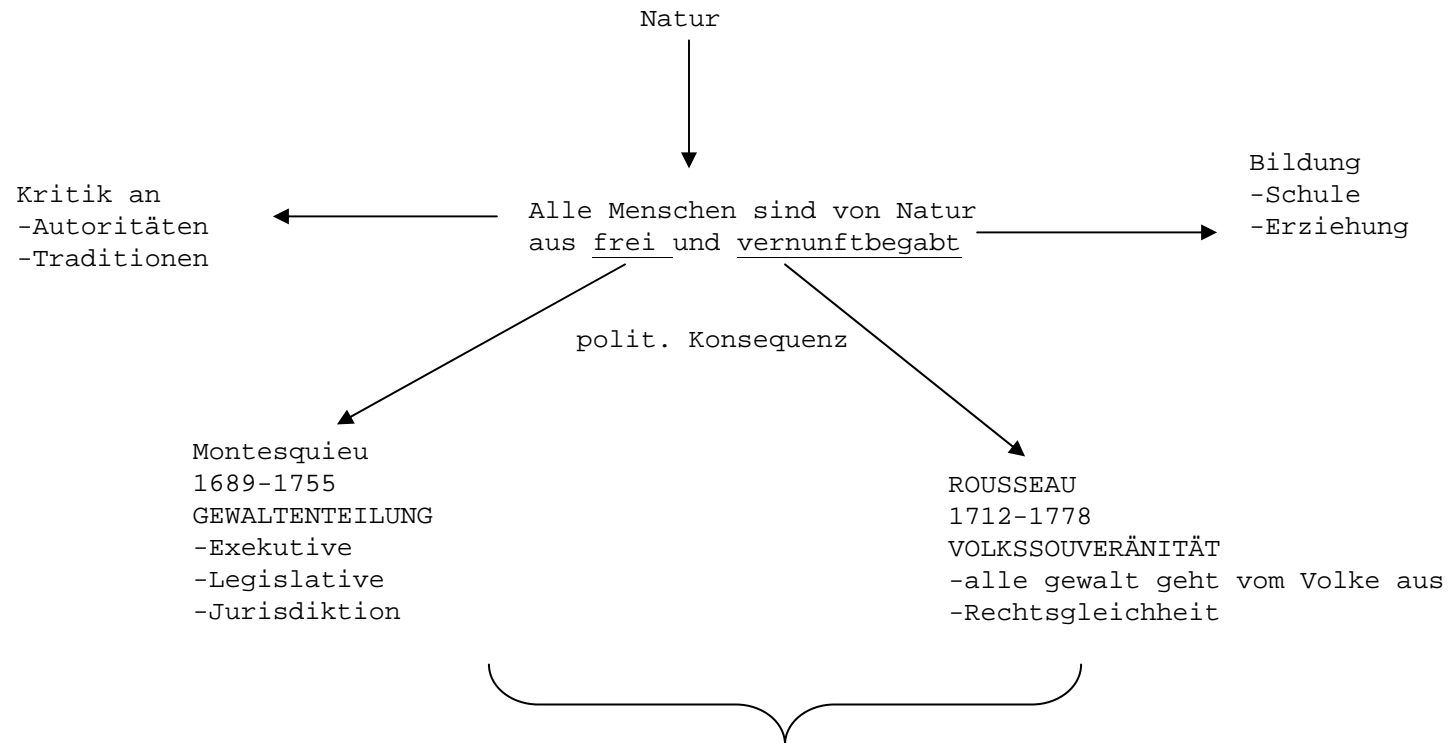 Natur
Kritik an
-Autoritäten
-Traditionen
Alle Menschen sind von Natur
aus frei und vernunftbegabt
Bildung
-Schule
-Erziehung
polit. Konsequenz
Montesquieu
1689-1755
GEWALTENTEILUNG
-Exekutive
-Legislative
-Jurisdiktion
ROUSSEAU
1712-1778
VOLKSSOUVERÄNITÄT
-alle gewalt geht vom Volke aus
-Rechtsgleichheit